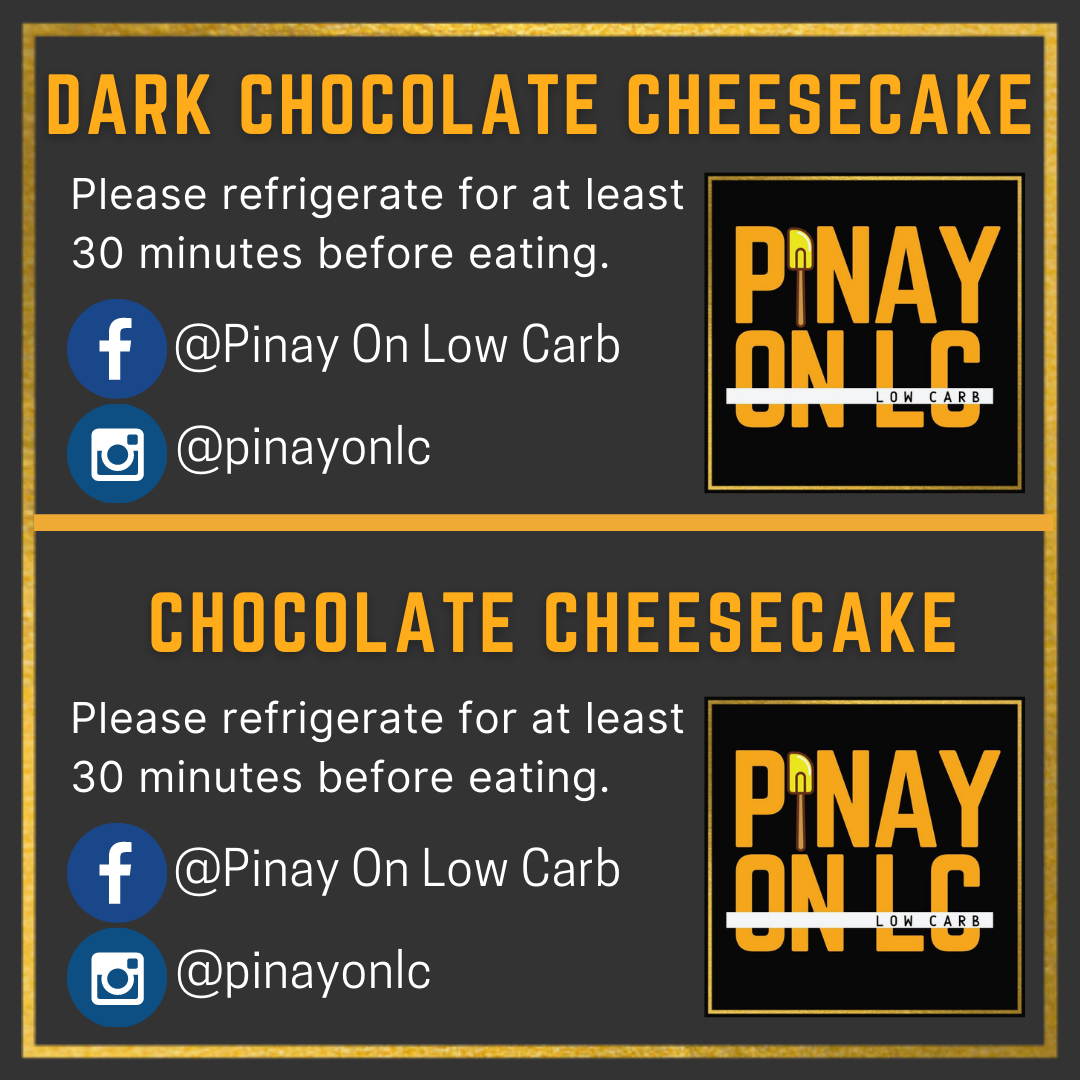 DARK CHOCOLATE CHEESECAKE
Please refrigerate for at least
30 minutes before eating.
@Pinay On Low Carb
@pinayonlc
PINAY
ON LC
LOW CARB
CHOCOLATE CHEESECAKE
Please refrigerate for at least
30 minutes before eating.
@Pinay On Low Carb
@pinayonlc
PINAY
ON LC
LOW CARB